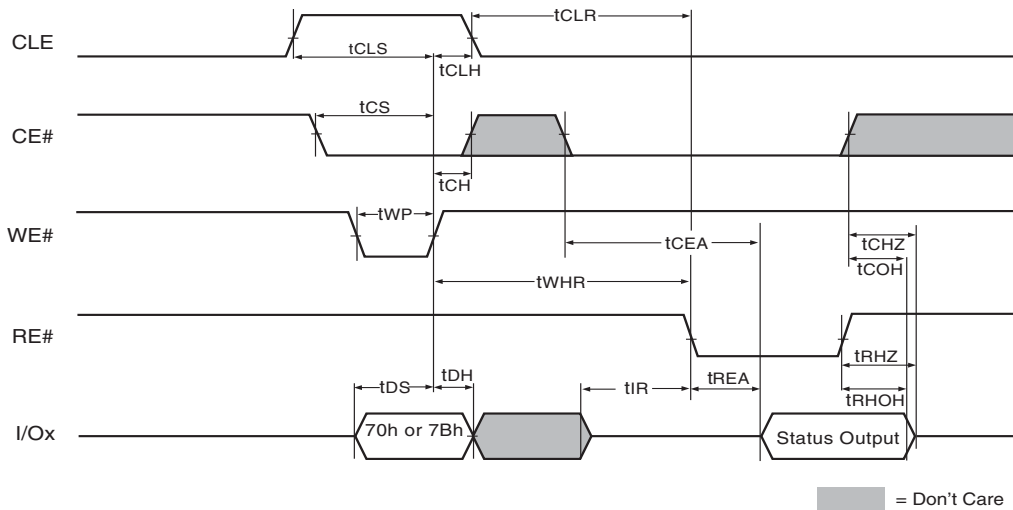 tCLR
CLE
tCLS
tCLH
tCS
CE#
tCH
tWP
WE#
tCEA
tCHZ
tCOH
tWHR
RE#
tRHZ
tDS
tDH
tIR
tREA
tRHOH
I/Ox
70h or 7Bh
Status Output
= Don't Care